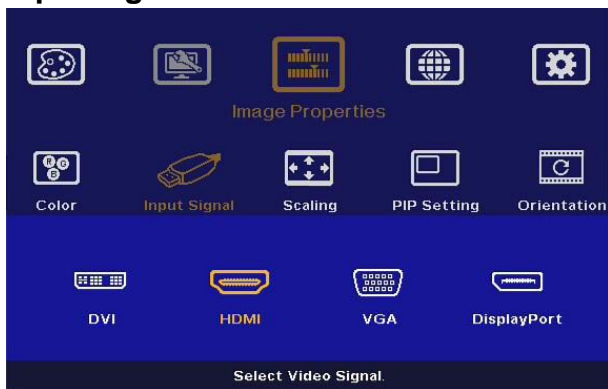 Image Properties
Color
Input Signal
Scaling
PIP Setting
Orientation
R G B
DVI
HDMI
VGA
DisplayPort
Select Video Signal.